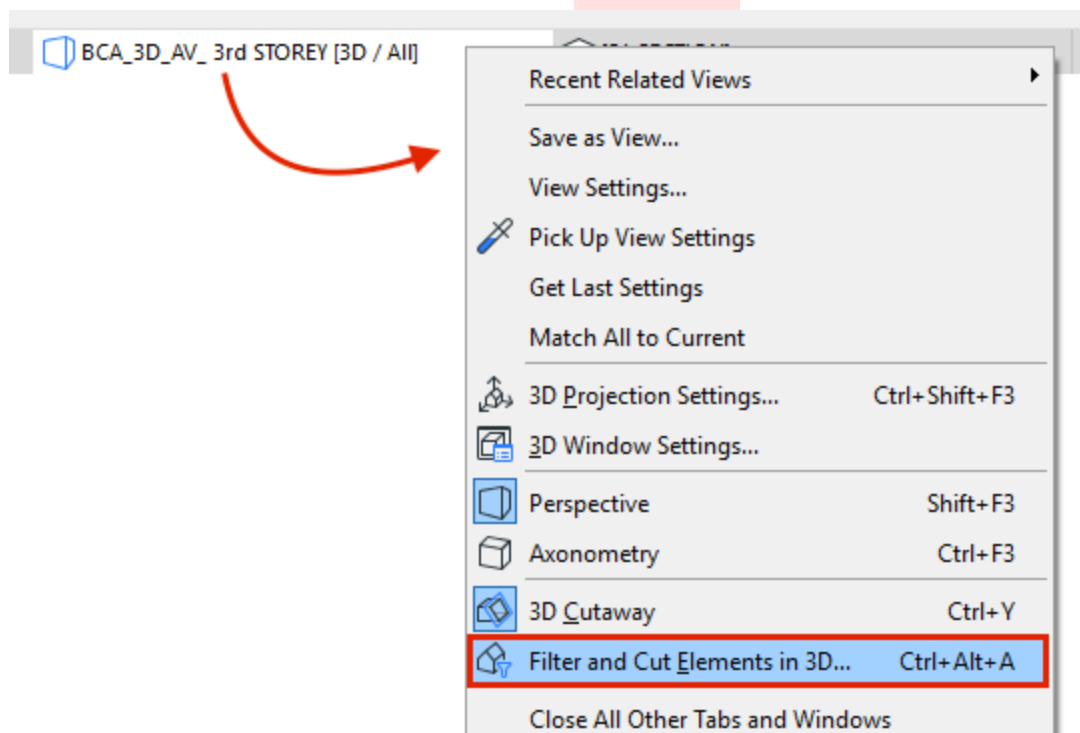 BCA_3D_AV_ 3rd STOREY [3D / All]
Recent Related Views
Save as View...
View Settings...
Pick Up View Settings
Get Last Settings
Match All to Current
3D Projection Settings... Ctrl+Shift+F3
3D Window Settings...
Perspective Shift+F3
Axonometry Ctrl+F3
3D Cutaway Ctrl+Y
Filter and Cut Elements in 3D... Ctrl+Alt+A
Close All Other Tabs and Windows